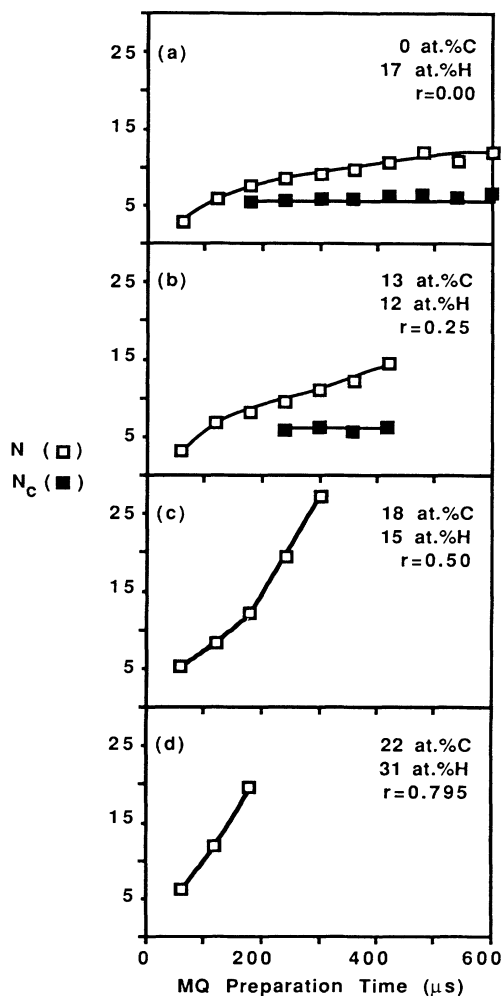 25
(a)
0 at.%C
17 at.%H
r=0.00
15
5
25
(b)
13 at.%C
12 at.%H
r=0.25
15
5
N (□)
Nc (■)
25
(c)
18 at.%C
15 at.%H
r=0.50
15
5
25
(d)
22 at.%C
31 at.%H
r=0.795
15
5
0 200 400 600
MQ Preparation Time (μs)